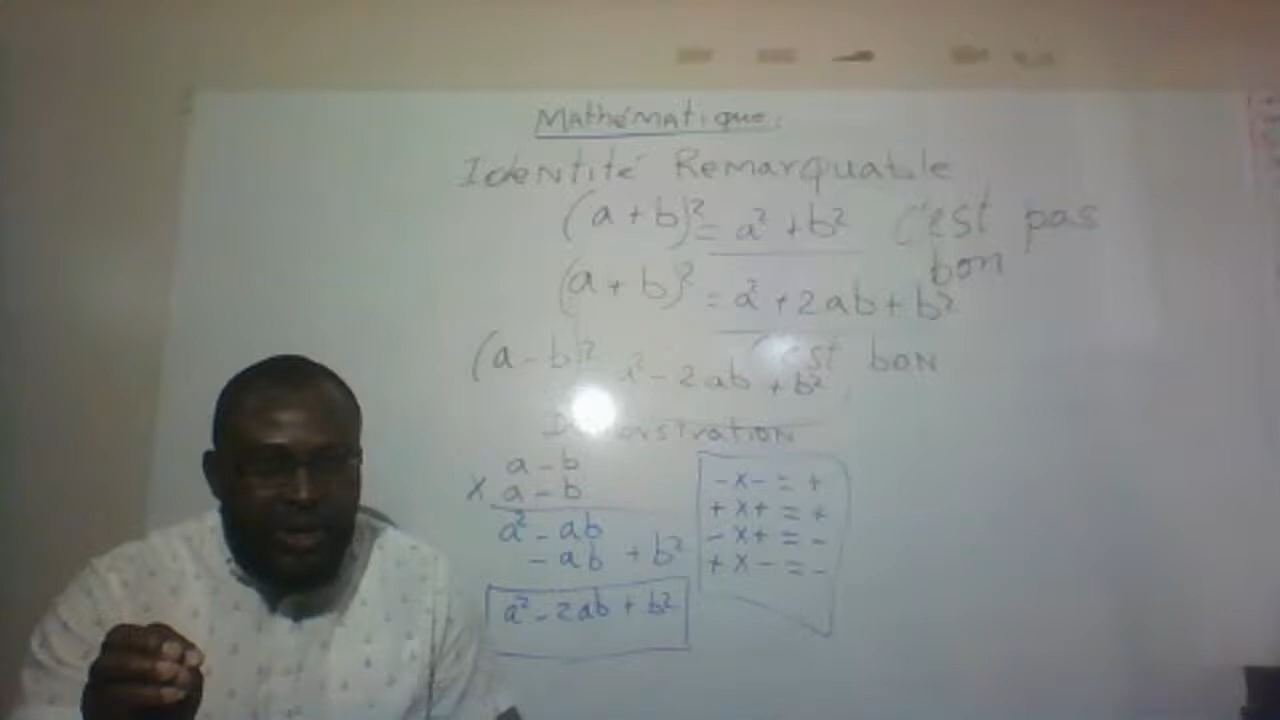 Mathématique.
Identité Remarquable
(a + b)² = a² + b² C'est pas
bon
(a + b)² = a² + 2ab + b²
C'est bon
(a - b)² a² - 2ab + b²
Démonstration
a - b
x a - b
a² - ab
- ab + b²
a² - 2ab + b²
- x - = +
+ x + = +
- x + = -
+ x - = -